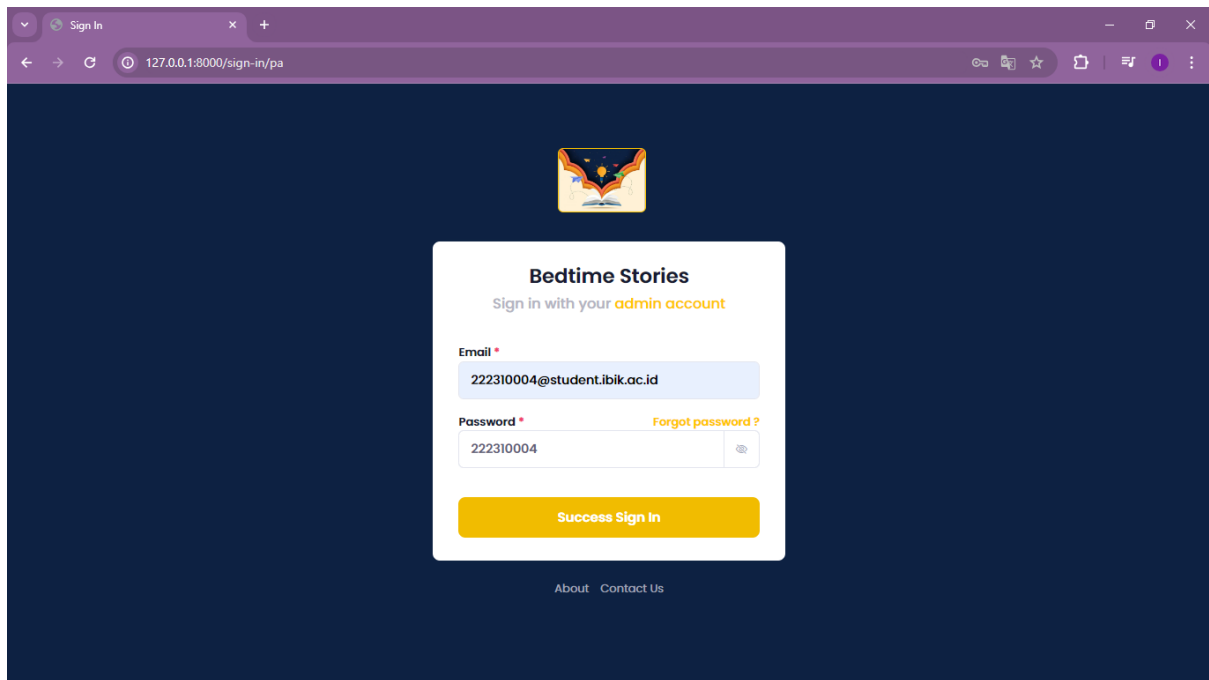 Sign In
127.0.0.1:8000/sign-in/pa
I
Bedtime Stories
Sign in with your admin account
Email *
222310004@student.ibik.ac.id
Password * Forgot password ?
222310004
Success Sign In
About Contact Us